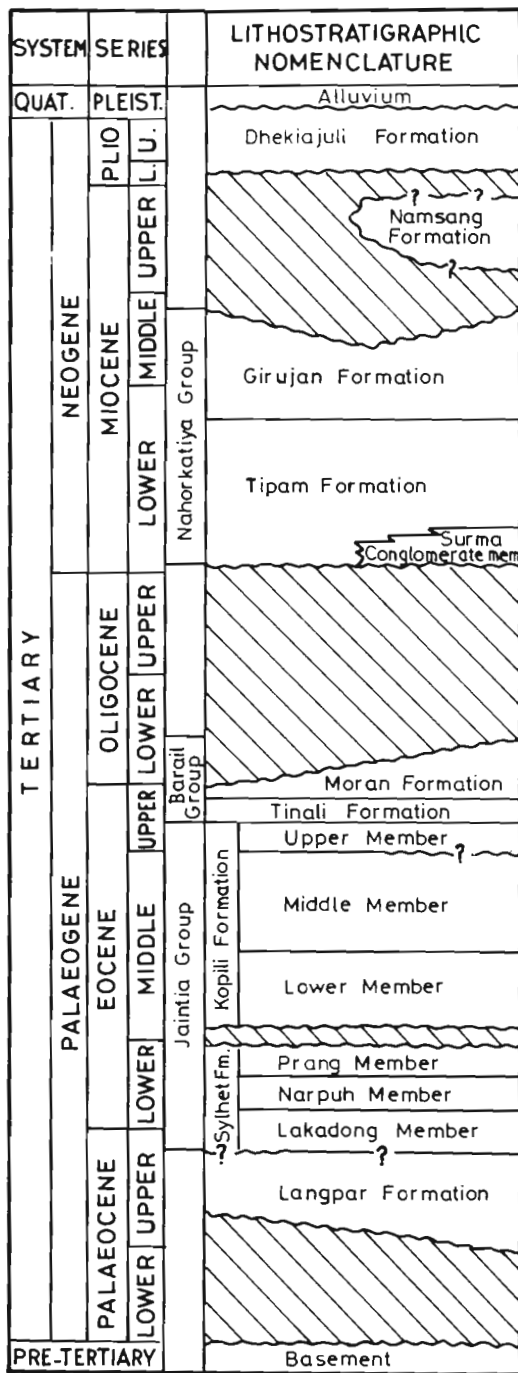 SYSTEM SERIES
LITHOSTRATIGRAPHIC
NOMENCLATURE
QUAT. PLEIST.
Alluvium
TERTIARY
NEOGENE
PLIO
U.
L.
Dhekiajuli Formation
? ?
Namsang
Formation
?
MIOCENE
UPPER
MIDDLE
LOWER
Nahorkatiya Group
Girujan Formation
Tipam Formation
Surma
Conglomerate mem
PALAEOGENE
OLIGOCENE
UPPER
LOWER
Barail
Group
Moran Formation
Tinali Formation
EOCENE
UPPER
MIDDLE
LOWER
Jaintia Group
Kopili Formation
Upper Member
?
Middle Member
Lower Member
Sylhet Fm.
Prang Member
Narpuh Member
Lakadong Member
? ?
PALAEOCENE
UPPER
LOWER
Langpar Formation
PRE-TERTIARY
Basement